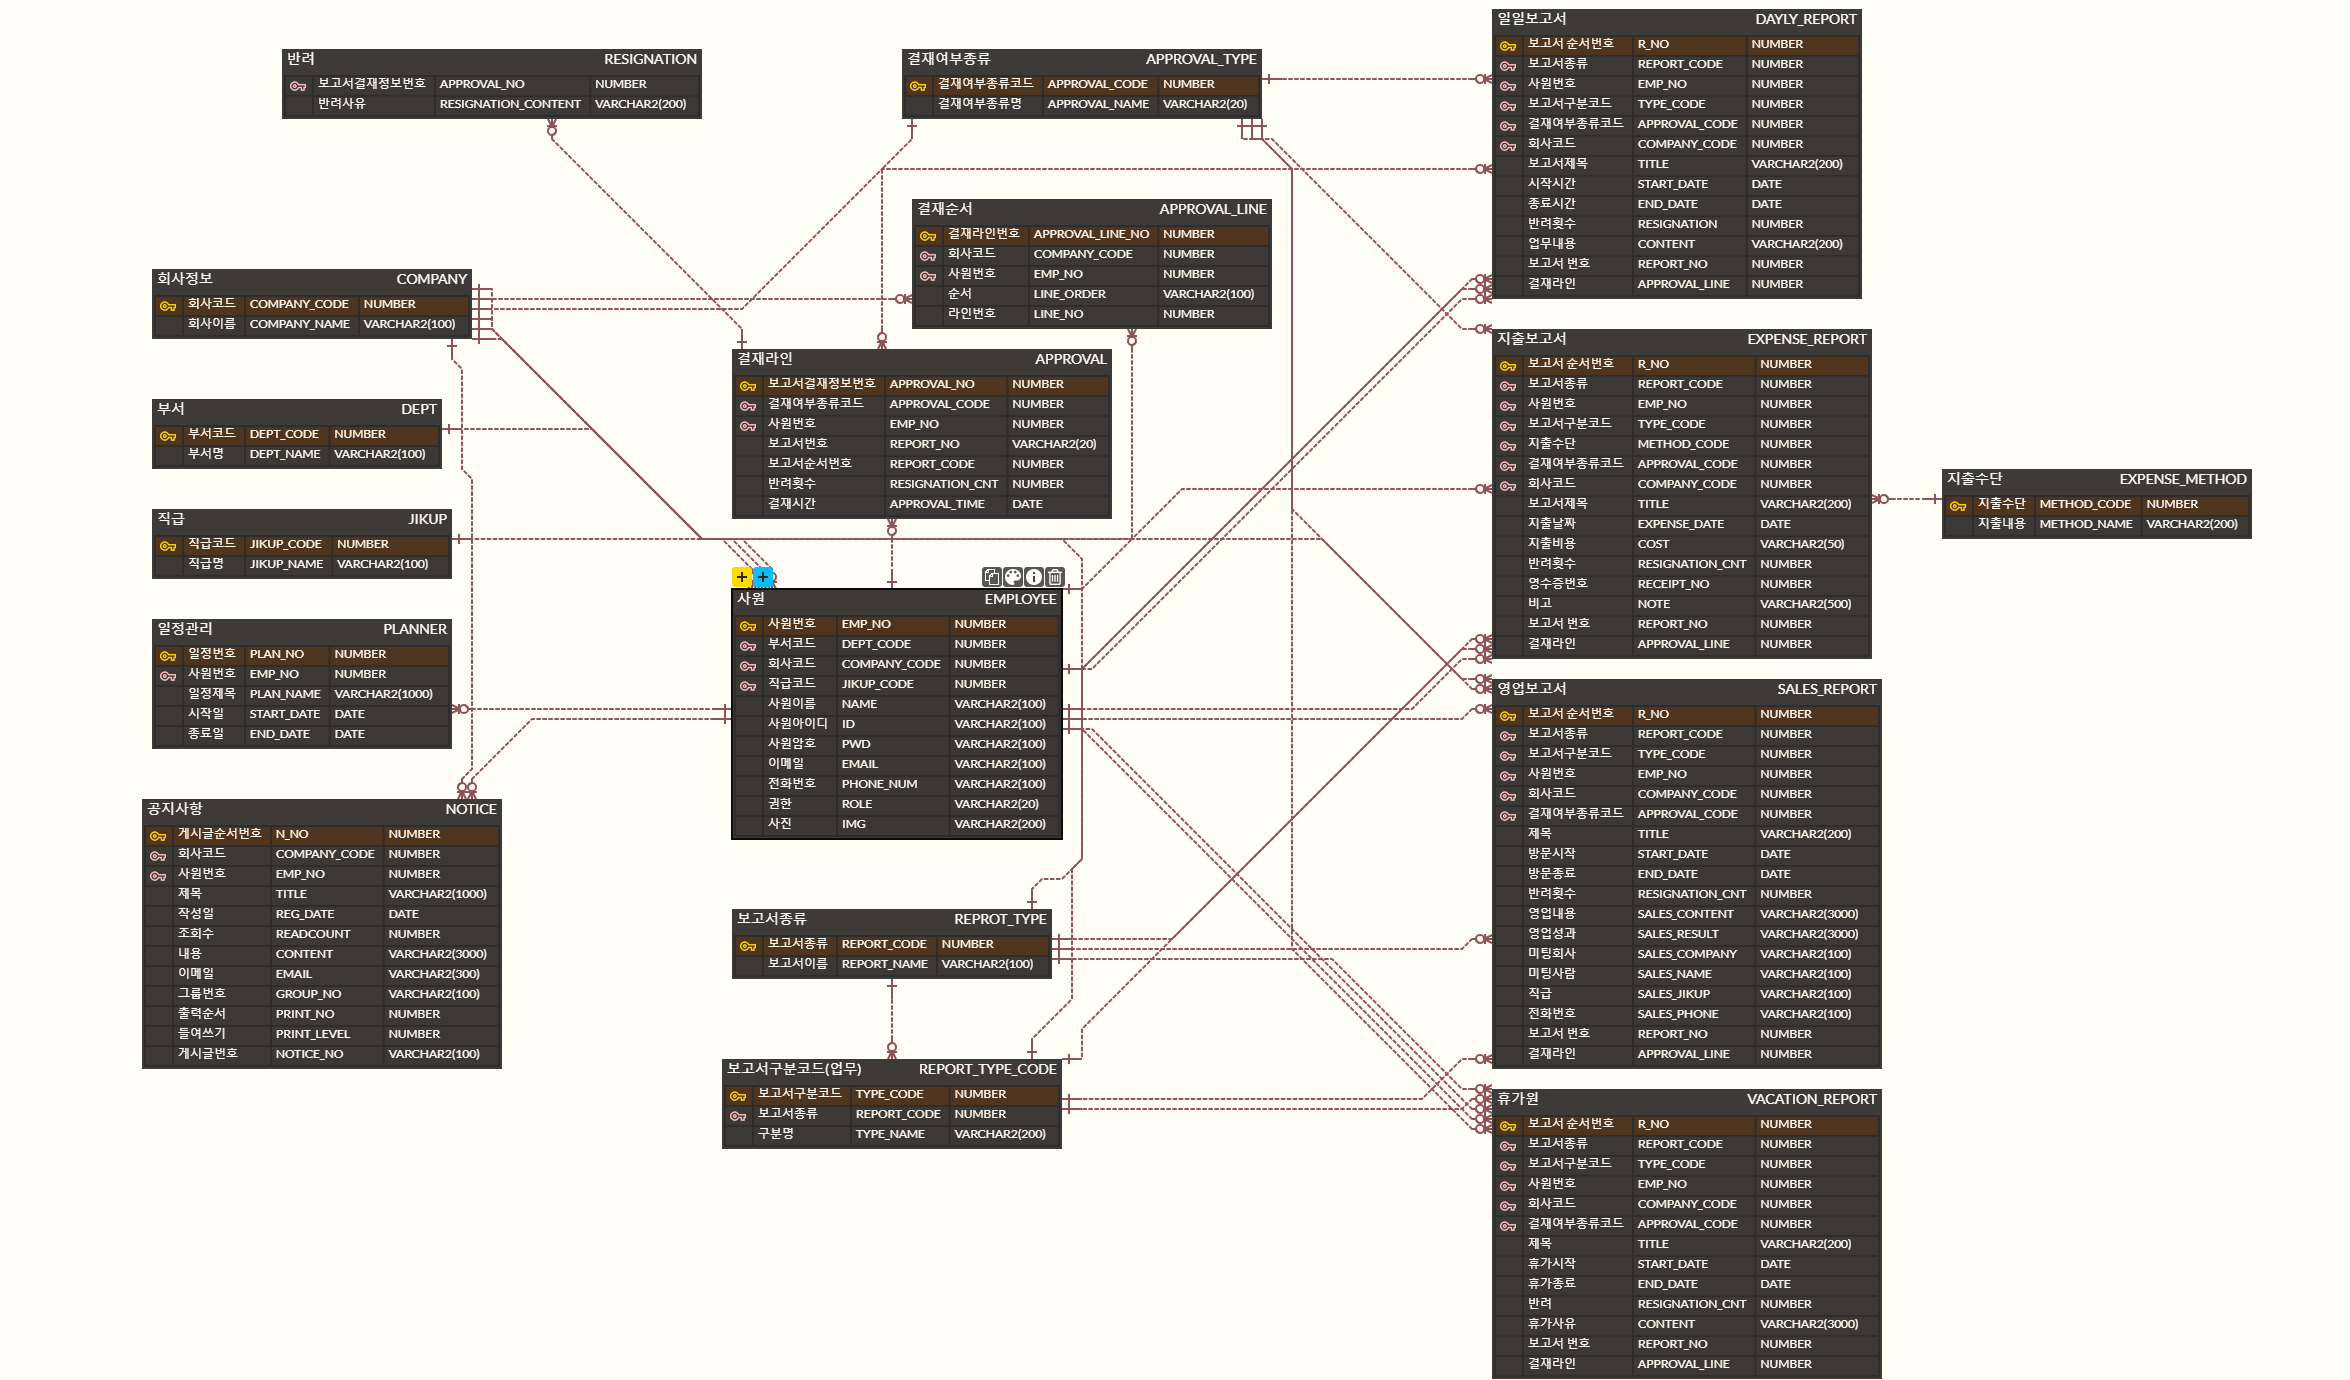 반려 RESIGNATION
보고서결재정보번호 APPROVAL_NO NUMBER
반려사유 RESIGNATION_CONTENT VARCHAR2(200)
결재여부종류 APPROVAL_TYPE
결재여부종류코드 APPROVAL_CODE NUMBER
결재여부종류명 APPROVAL_NAME VARCHAR2(20)
일일보고서 DAYLY_REPORT
보고서 순서번호 R_NO NUMBER
보고서종류 REPORT_CODE NUMBER
사원번호 EMP_NO NUMBER
보고서구분코드 TYPE_CODE NUMBER
결재여부종류코드 APPROVAL_CODE NUMBER
회사코드 COMPANY_CODE NUMBER
보고서제목 TITLE VARCHAR2(200)
시작시간 START_DATE DATE
종료시간 END_DATE DATE
반려횟수 RESIGNATION NUMBER
업무내용 CONTENT VARCHAR2(200)
보고서 번호 REPORT_NO NUMBER
결재라인 APPROVAL_LINE NUMBER
결재순서 APPROVAL_LINE
결재라인번호 APPROVAL_LINE_NO NUMBER
회사코드 COMPANY_CODE NUMBER
사원번호 EMP_NO NUMBER
순서 LINE_ORDER VARCHAR2(100)
라인번호 LINE_NO NUMBER
회사정보 COMPANY
회사코드 COMPANY_CODE NUMBER
회사이름 COMPANY_NAME VARCHAR2(100)
결재라인 APPROVAL
보고서결재정보번호 APPROVAL_NO NUMBER
결재여부종류코드 APPROVAL_CODE NUMBER
사원번호 EMP_NO NUMBER
보고서번호 REPORT_NO VARCHAR2(20)
보고서순서번호 REPORT_CODE NUMBER
반려횟수 RESIGNATION_CNT NUMBER
결재시간 APPROVAL_TIME DATE
지출보고서 EXPENSE_REPORT
보고서 순서번호 R_NO NUMBER
보고서종류 REPORT_CODE NUMBER
사원번호 EMP_NO NUMBER
보고서구분코드 TYPE_CODE NUMBER
지출수단 METHOD_CODE NUMBER
결재여부종류코드 APPROVAL_CODE NUMBER
회사코드 COMPANY_CODE NUMBER
보고서제목 TITLE VARCHAR2(200)
지출날짜 EXPENSE_DATE DATE
지출비용 COST VARCHAR2(50)
반려횟수 RESIGNATION_CNT NUMBER
영수증번호 RECEIPT_NO NUMBER
비고 NOTE VARCHAR2(500)
보고서 번호 REPORT_NO NUMBER
결재라인 APPROVAL_LINE NUMBER
지출수단 EXPENSE_METHOD
지출수단 METHOD_CODE NUMBER
지출내용 METHOD_NAME VARCHAR2(200)
부서 DEPT
부서코드 DEPT_CODE NUMBER
부서명 DEPT_NAME VARCHAR2(100)
직급 JIKUP
직급코드 JIKUP_CODE NUMBER
직급명 JIKUP_NAME VARCHAR2(100)
일정관리 PLANNER
일정번호 PLAN_NO NUMBER
사원번호 EMP_NO NUMBER
일정제목 PLAN_NAME VARCHAR2(1000)
시작일 START_DATE DATE
종료일 END_DATE DATE
사원 EMPLOYEE
사원번호 EMP_NO NUMBER
부서코드 DEPT_CODE NUMBER
회사코드 COMPANY_CODE NUMBER
직급코드 JIKUP_CODE NUMBER
사원이름 NAME VARCHAR2(100)
사원아이디 ID VARCHAR2(100)
사원암호 PWD VARCHAR2(100)
이메일 EMAIL VARCHAR2(100)
전화번호 PHONE_NUM VARCHAR2(100)
권한 ROLE VARCHAR2(20)
사진 IMG VARCHAR2(200)
영업보고서 SALES_REPORT
보고서 순서번호 R_NO NUMBER
보고서종류 REPORT_CODE NUMBER
보고서구분코드 TYPE_CODE NUMBER
사원번호 EMP_NO NUMBER
회사코드 COMPANY_CODE NUMBER
결재여부종류코드 APPROVAL_CODE NUMBER
제목 TITLE VARCHAR2(200)
방문시작 START_DATE DATE
방문종료 END_DATE DATE
반려횟수 RESIGNATION_CNT NUMBER
영업내용 SALES_CONTENT VARCHAR2(3000)
영업성과 SALES_RESULT VARCHAR2(3000)
미팅회사 SALES_COMPANY VARCHAR2(100)
미팅사람 SALES_NAME VARCHAR2(100)
직급 SALES_JIKUP VARCHAR2(100)
전화번호 SALES_PHONE VARCHAR2(100)
보고서 번호 REPORT_NO NUMBER
결재라인 APPROVAL_LINE NUMBER
공지사항 NOTICE
게시글순서번호 N_NO NUMBER
회사코드 COMPANY_CODE NUMBER
사원번호 EMP_NO NUMBER
제목 TITLE VARCHAR2(1000)
작성일 REG_DATE DATE
조회수 READCOUNT NUMBER
내용 CONTENT VARCHAR2(3000)
이메일 EMAIL VARCHAR2(300)
그룹번호 GROUP_NO VARCHAR2(100)
출력순서 PRINT_NO NUMBER
들여쓰기 PRINT_LEVEL NUMBER
게시글번호 NOTICE_NO VARCHAR2(100)
보고서종류 REPROT_TYPE
보고서종류 REPORT_CODE NUMBER
보고서이름 REPORT_NAME VARCHAR2(100)
보고서구분코드(업무) REPORT_TYPE_CODE
보고서구분코드 TYPE_CODE NUMBER
보고서종류 REPORT_CODE NUMBER
구분명 TYPE_NAME VARCHAR2(200)
휴가원 VACATION_REPORT
보고서 순서번호 R_NO NUMBER
보고서종류 REPORT_CODE NUMBER
보고서구분코드 TYPE_CODE NUMBER
사원번호 EMP_NO NUMBER
회사코드 COMPANY_CODE NUMBER
결재여부종류코드 APPROVAL_CODE NUMBER
제목 TITLE VARCHAR2(200)
휴가시작 START_DATE DATE
휴가종료 END_DATE DATE
반려 RESIGNATION_CNT NUMBER
휴가사유 CONTENT VARCHAR2(3000)
보고서 번호 REPORT_NO NUMBER
결재라인 APPROVAL_LINE NUMBER